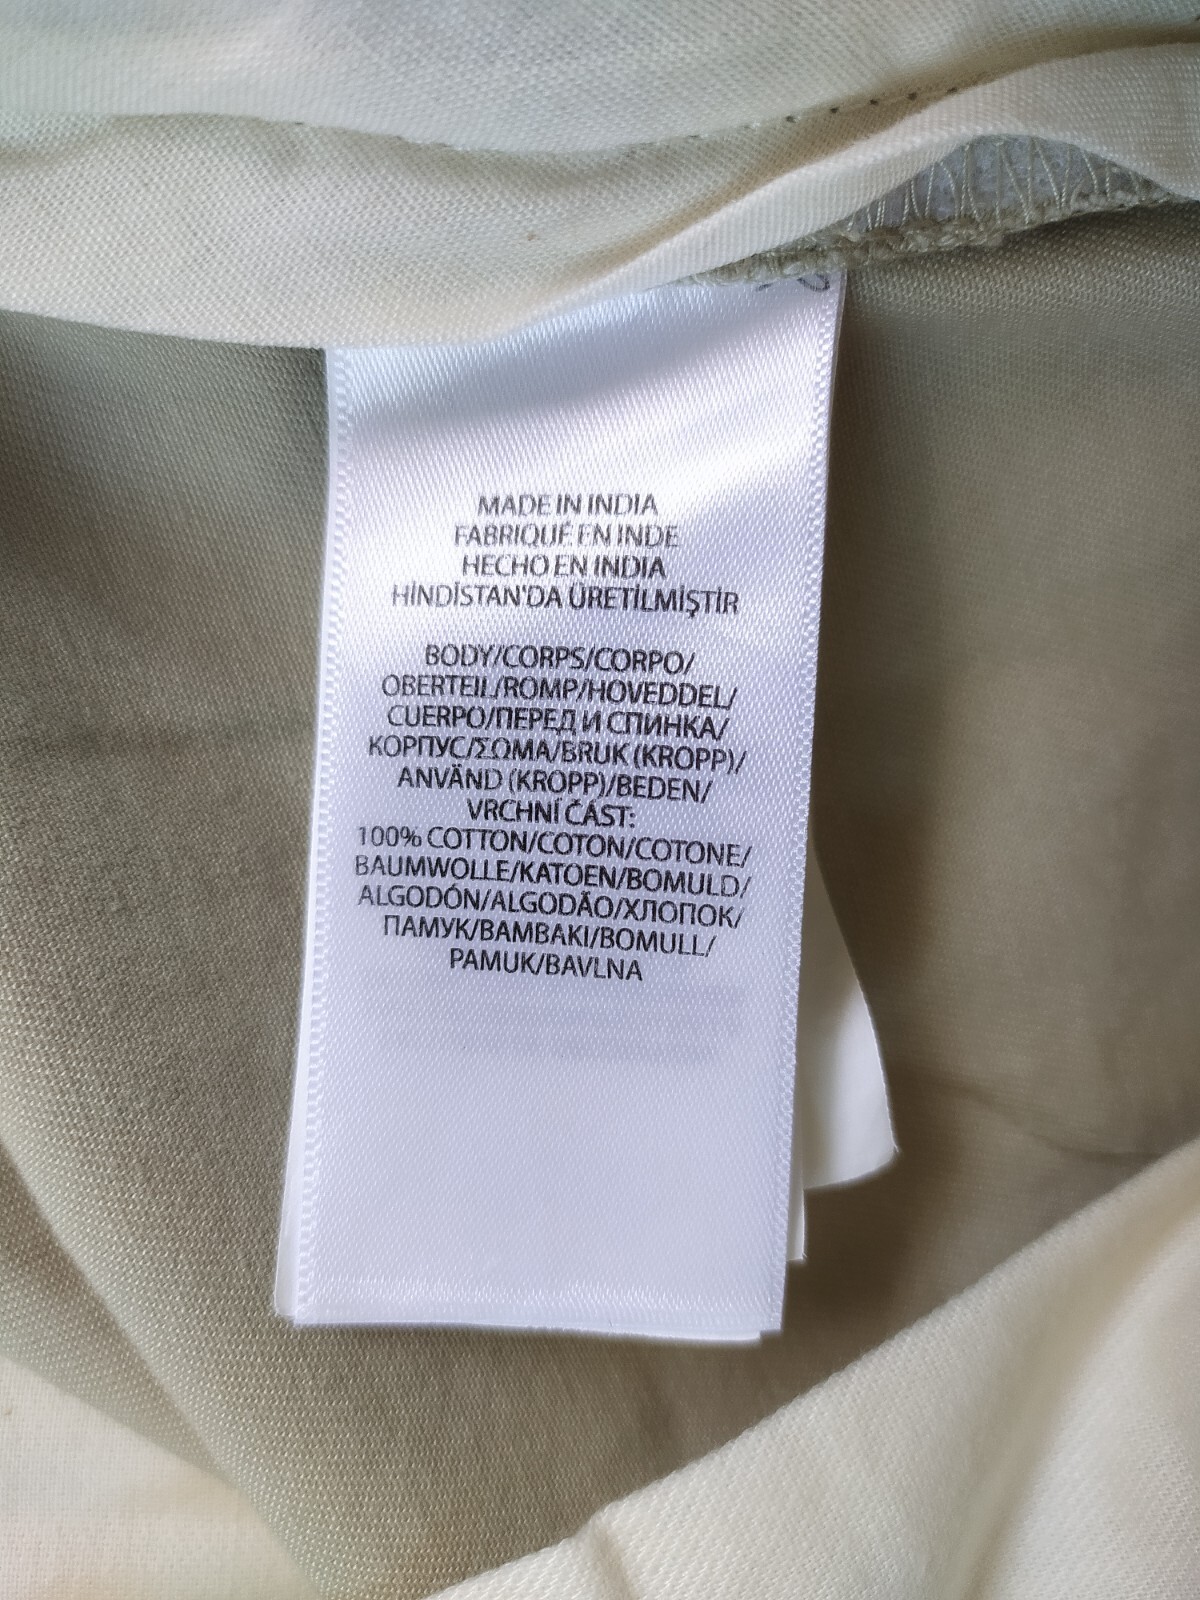 MADE IN INDIA
FABRIQUÉ EN INDE
HECHO EN INDIA
HİNDİSTAN'DA ÜRETİLMİŞTİR
BODY/CORPS/CORPO/
OBERTEIL/ROMP/HOVEDDEL/
CUERPO/ПЕРЕД И СПИНКА/
КОРПУС/ΣΩΜΑ/BRUK (KROPP)/
ANVÄND (KROPP)/BEDEN/
VRCHNÍ ČÁST:
100% COTTON/COTON/COTONE/
BAUMWOLLE/KATOEN/BOMULD/
ALGODÓN/ALGODÃO/ХЛОПОК/
ПАМУК/ΒΑΜΒΑΚΙ/BOMULL/
PAMUK/BAVLNA